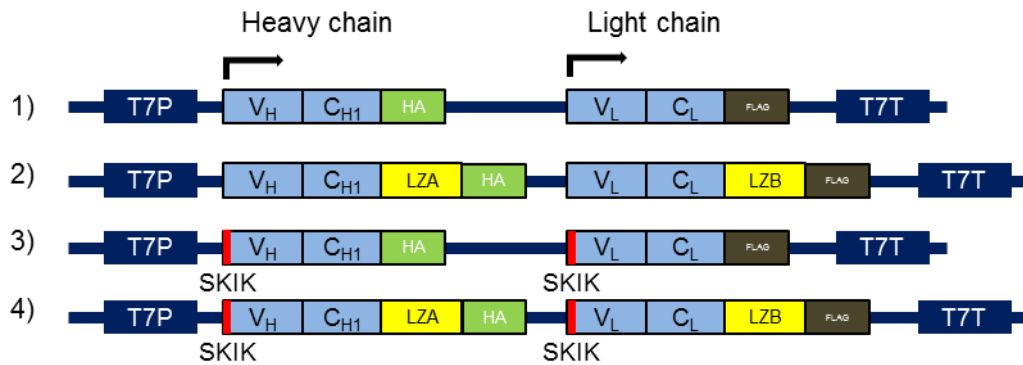 Heavy chain Light chain
1) T7P VH CH1 HA VL CL FLAG T7T
2) T7P VH CH1 LZA HA VL CL LZB FLAG T7T
3) T7P VH CH1 HA VL CL FLAG T7T
SKIK SKIK
4) T7P VH CH1 LZA HA VL CL LZB FLAG T7T
SKIK SKIK